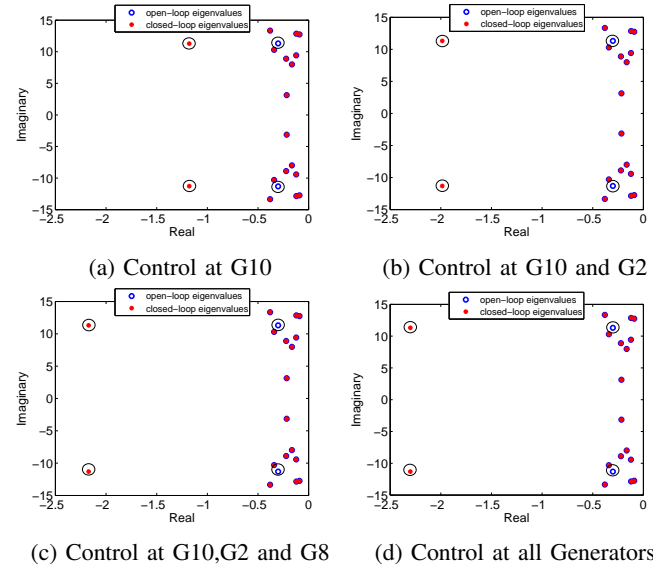 open-loop eigenvalues
closed-loop eigenvalues
15
10
5
0
−5
−10
−15
−2.5 −2 −1.5 −1 −0.5 0
Imaginary
Real
(a) Control at G10
open-loop eigenvalues
closed-loop eigenvalues
15
10
5
0
−5
−10
−15
−2.5 −2 −1.5 −1 −0.5 0
Imaginary
Real
(b) Control at G10 and G2
open-loop eigenvalues
closed-loop eigenvalues
15
10
5
0
−5
−10
−15
−2.5 −2 −1.5 −1 −0.5 0
Imaginary
Real
(c) Control at G10,G2 and G8
open-loop eigenvalues
closed-loop eigenvalues
15
10
5
0
−5
−10
−15
−2.5 −2 −1.5 −1 −0.5 0
Imaginary
Real
(d) Control at all Generators